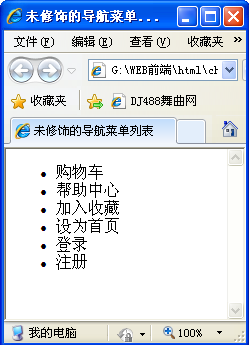 未修饰的导航菜单...
文件(F) 编辑(E) 查看(V) 收藏夹 »
G:\WEB前端\html\ch
收藏夹 DJ488舞曲网
未修饰的导航菜单列表
购物车
帮助中心
加入收藏
设为首页
登录
注册
我的电脑 100%